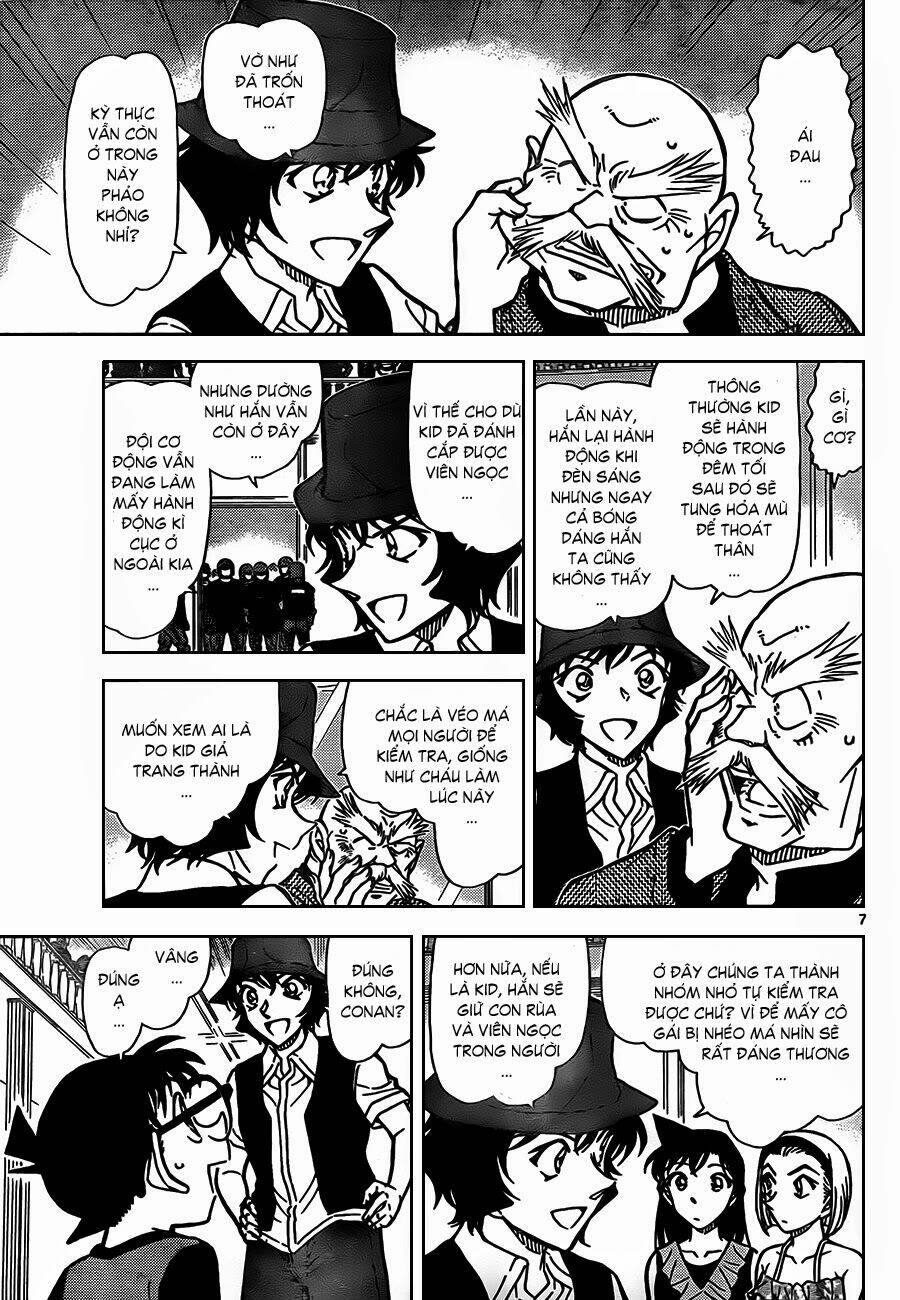 ÁI
ĐAU
...
VỜ NHƯ
ĐÃ TRỐN
THOÁT
...
KỲ THỰC
VẪN CÒN
Ở TRONG
NÀY
PHẢO
KHÔNG
NHỈ?
GÌ,
GÌ
CƠ?
THÔNG
THƯỜNG KID
SẼ HÀNH
ĐỘNG TRONG
ĐÊM TỐI
SAU ĐÓ SẼ
TUNG HỎA MÙ
ĐỂ THOÁT
THÂN
...
LẦN NÀY,
HẮN LẠI HÀNH
ĐỘNG KHI
ĐÈN SÁNG
NHƯNG NGAY
CẢ BÓNG
DÁNG HẮN
TA CŨNG
KHÔNG THẤY
...
VÌ THẾ CHO DÙ
KID ĐÃ ĐÁNH
CẮP ĐƯỢC
VIÊN NGỌC
...
NHƯNG DƯỜNG
NHƯ HẮN VẪN
CÒN Ở ĐÂY
...
ĐỘI CƠ
ĐỘNG VẪN
ĐANG LÀM
MẤY HÀNH
ĐỘNG KÌ
CỤC Ở
NGOÀI KIA
...
CHẮC LÀ VÉO MÁ
MỌI NGƯỜI ĐỂ
KIỂM TRA, GIỐNG
NHƯ CHÁU LÀM
LÚC NÀY
...
MUỐN XEM AI LÀ
DO KID GIẢ
TRANG THÀNH
...
7
Ở ĐÂY CHÚNG TA THÀNH
NHÓM NHỎ TỰ KIỂM TRA
ĐƯỢC CHỨ? VÌ ĐỂ MẤY CÔ
GÁI BỊ NHÉO MÁ NHÌN SẼ
RẤT ĐÁNG THƯƠNG
...
HƠN NỮA, NẾU
LÀ KID, HẮN SẼ
GIỮ CON RÙA
VÀ VIÊN NGỌC
TRONG NGƯỜI
...
ĐÚNG
KHÔNG,
CONAN?
VÂNG
...
ĐÚNG
Ạ
...